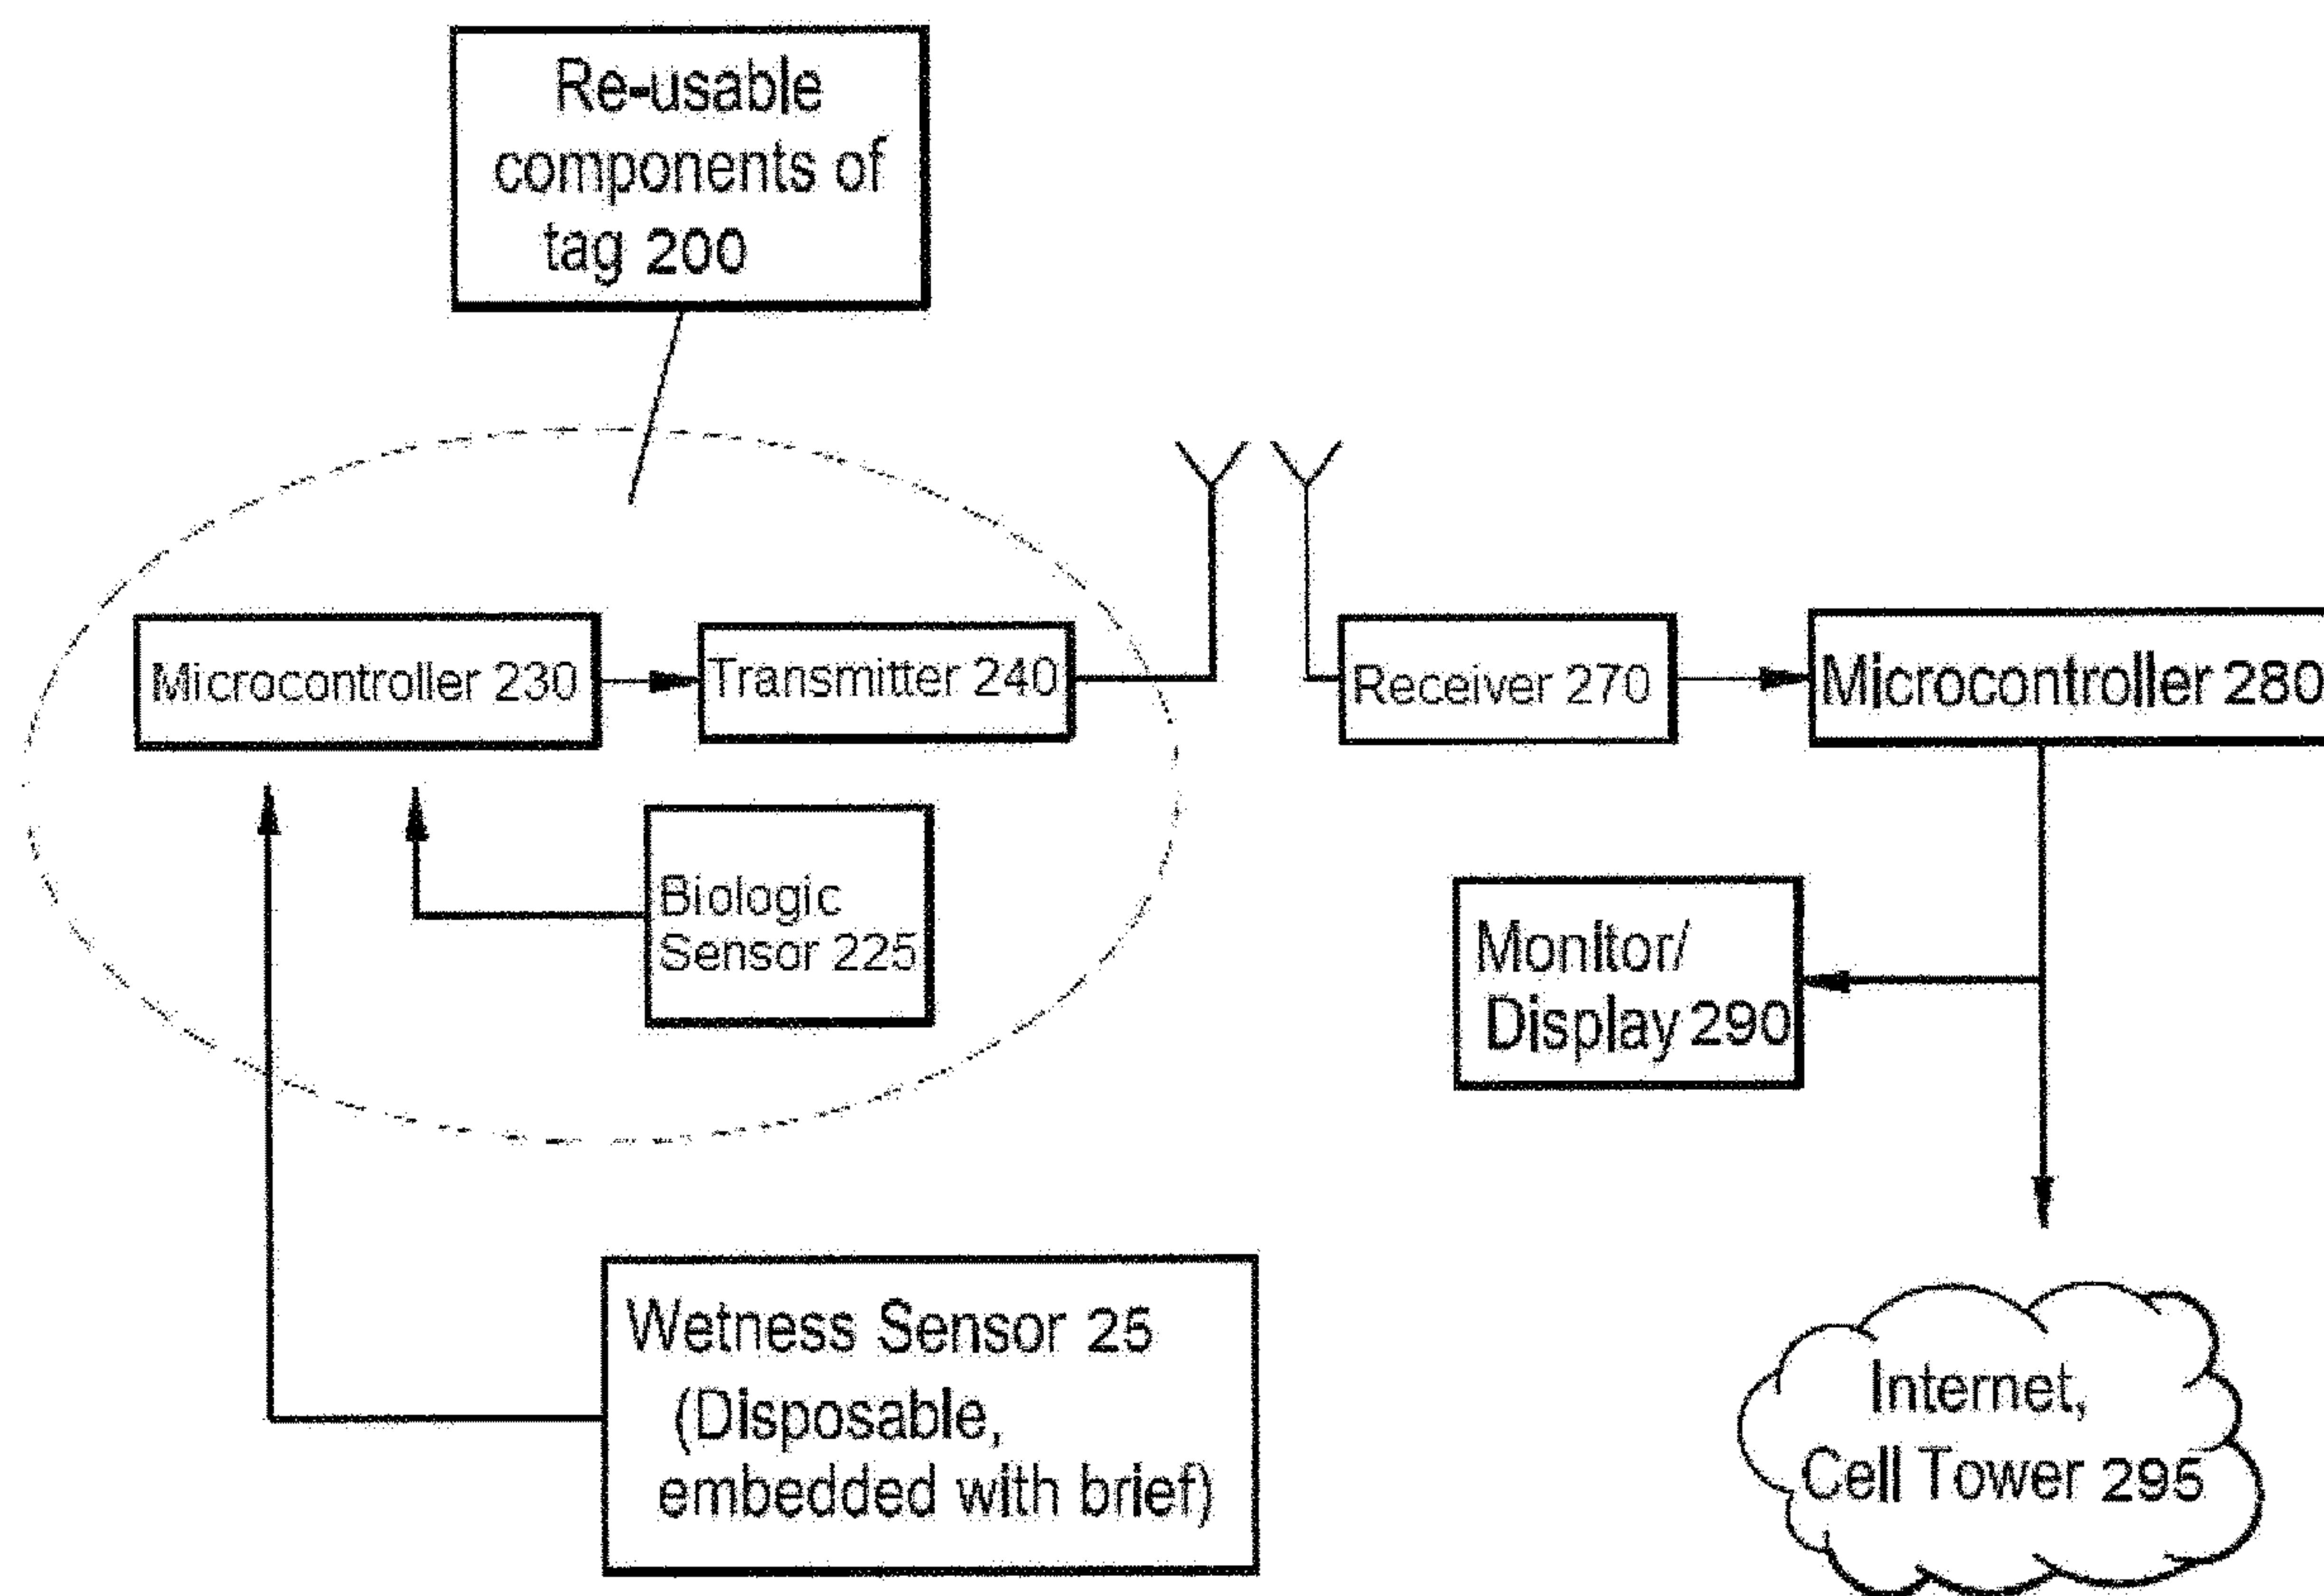 Re-usable
components of
tag 200
Microcontroller 230
Transmitter 240
Receiver 270
Microcontroller 280
Biologic
Sensor 225
Monitor/
Display 290
Wetness Sensor 25
(Disposable,
embedded with brief)
Internet,
Cell Tower 295